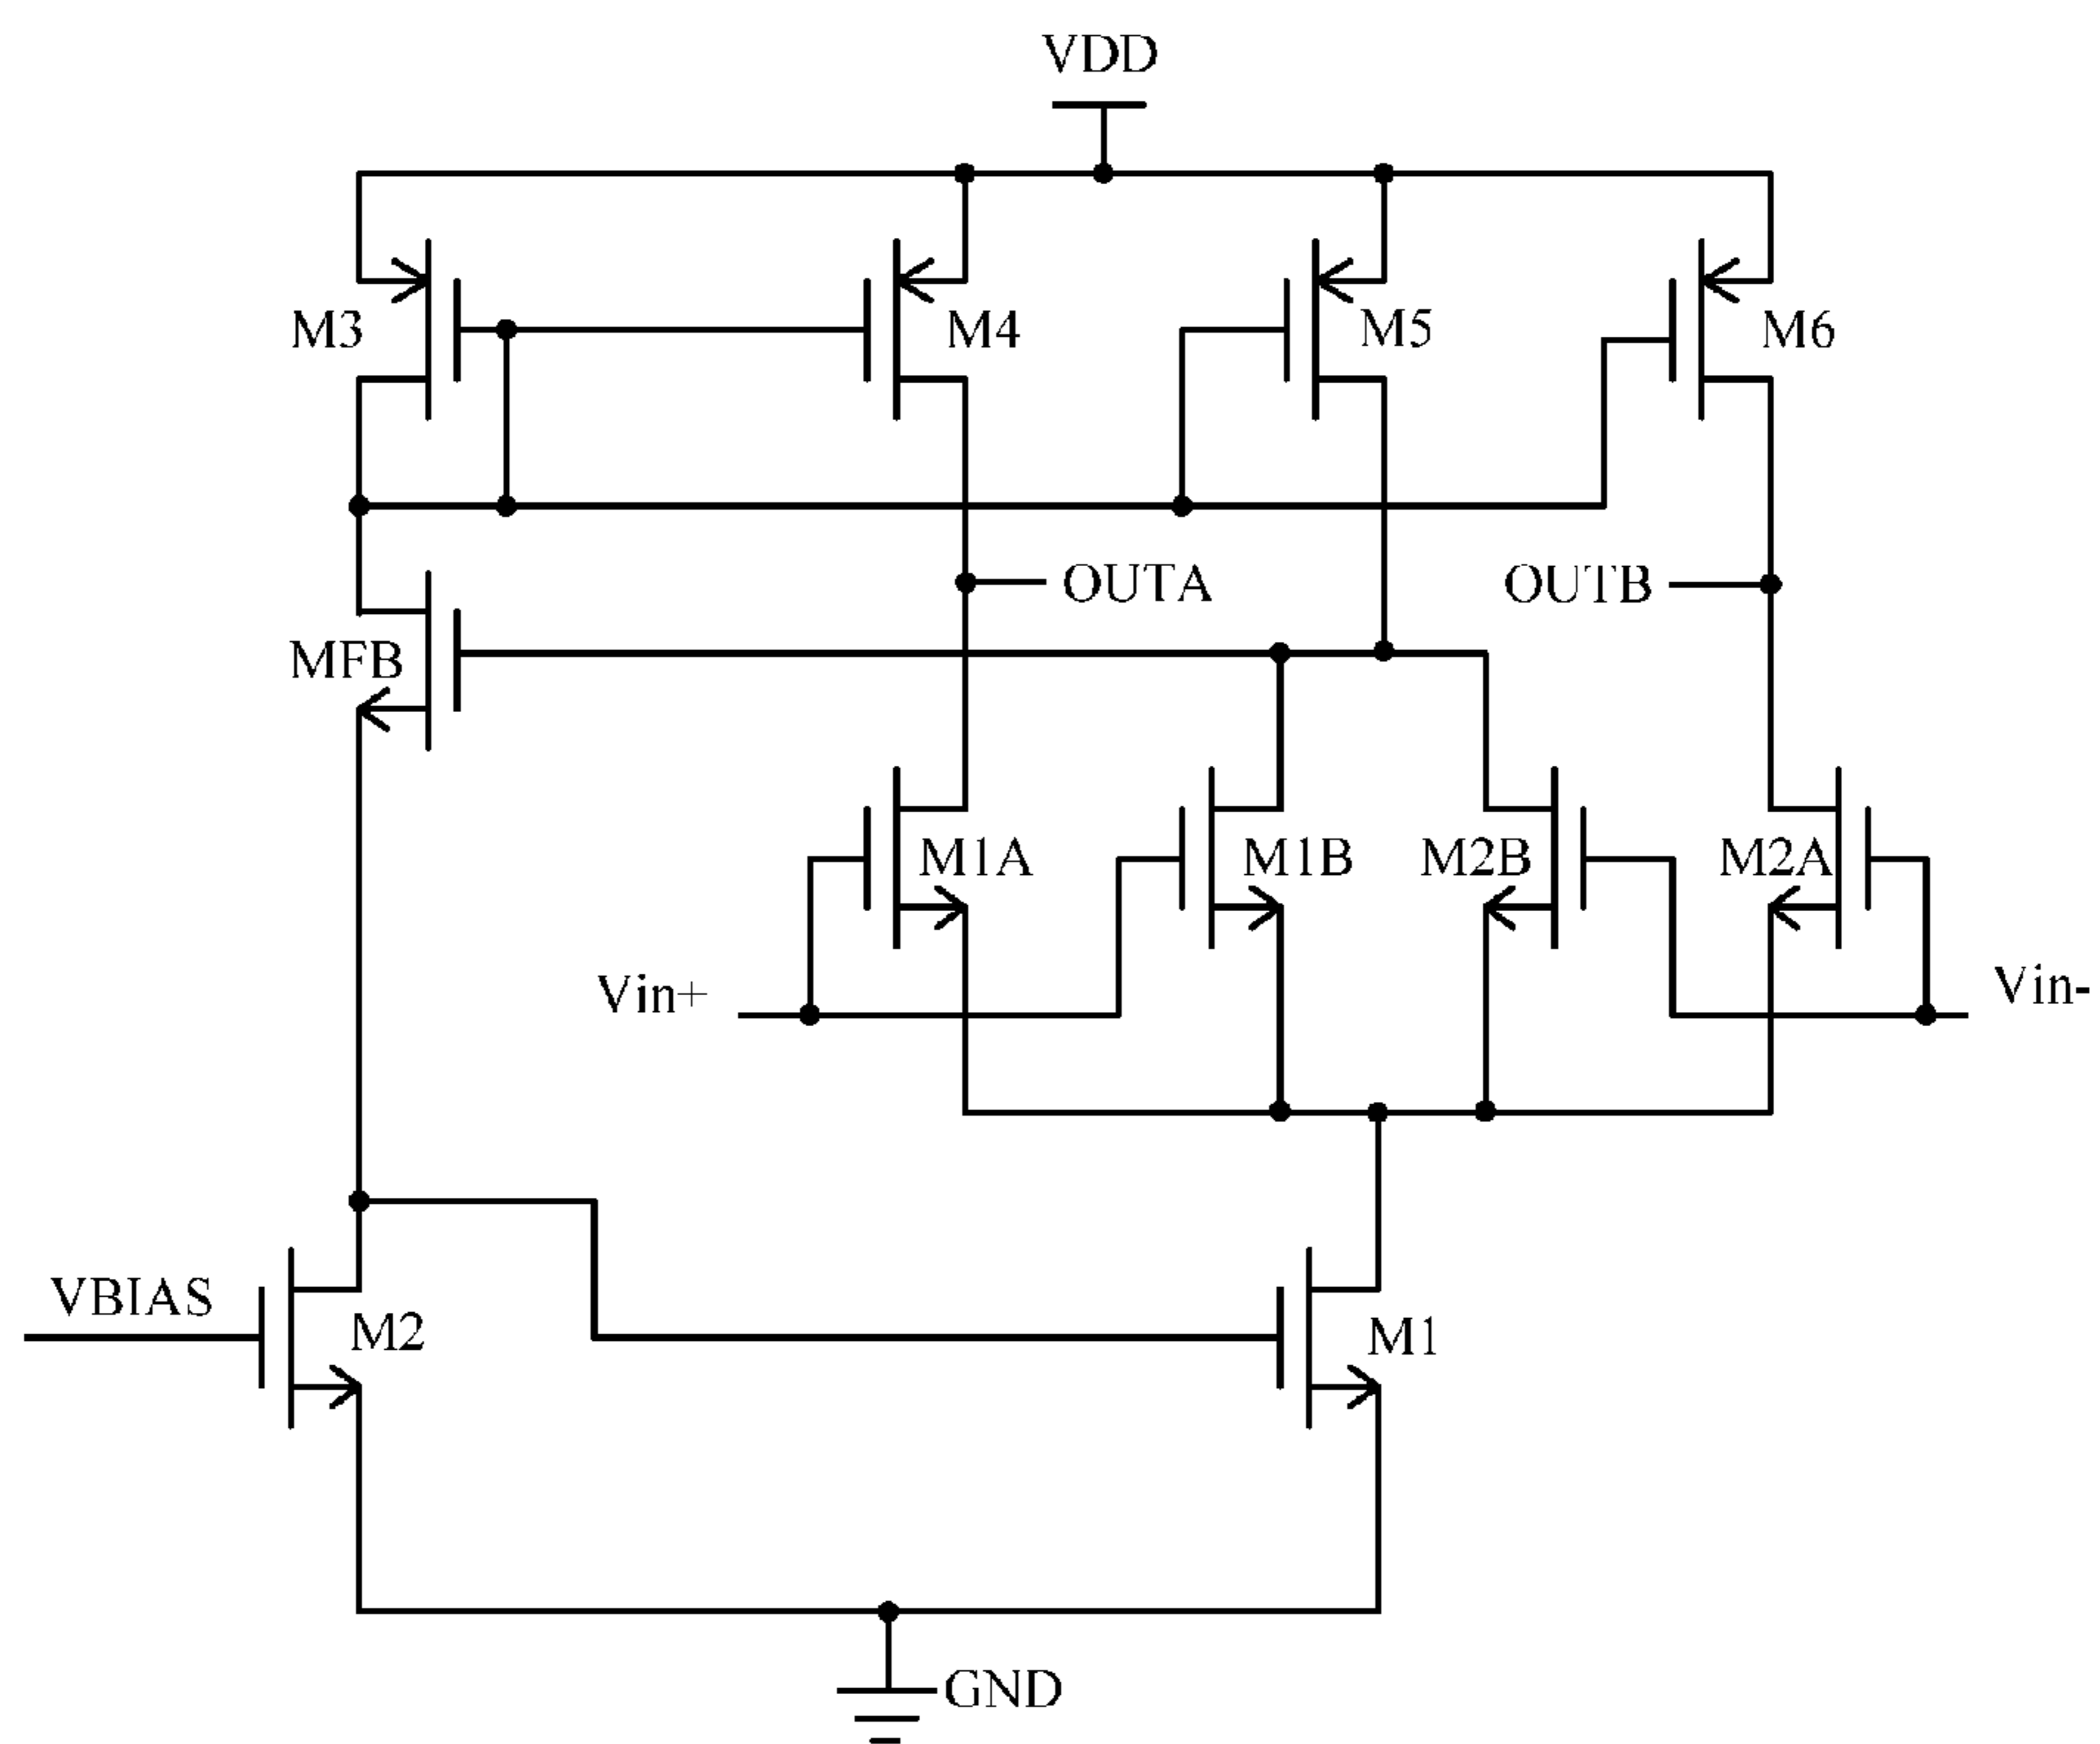 VDD
M3
M4
M5
M6
OUTA
OUTB
MFB
M1A
M1B
M2B
M2A
Vin+
Vin-
VBIAS
M2
M1
GND